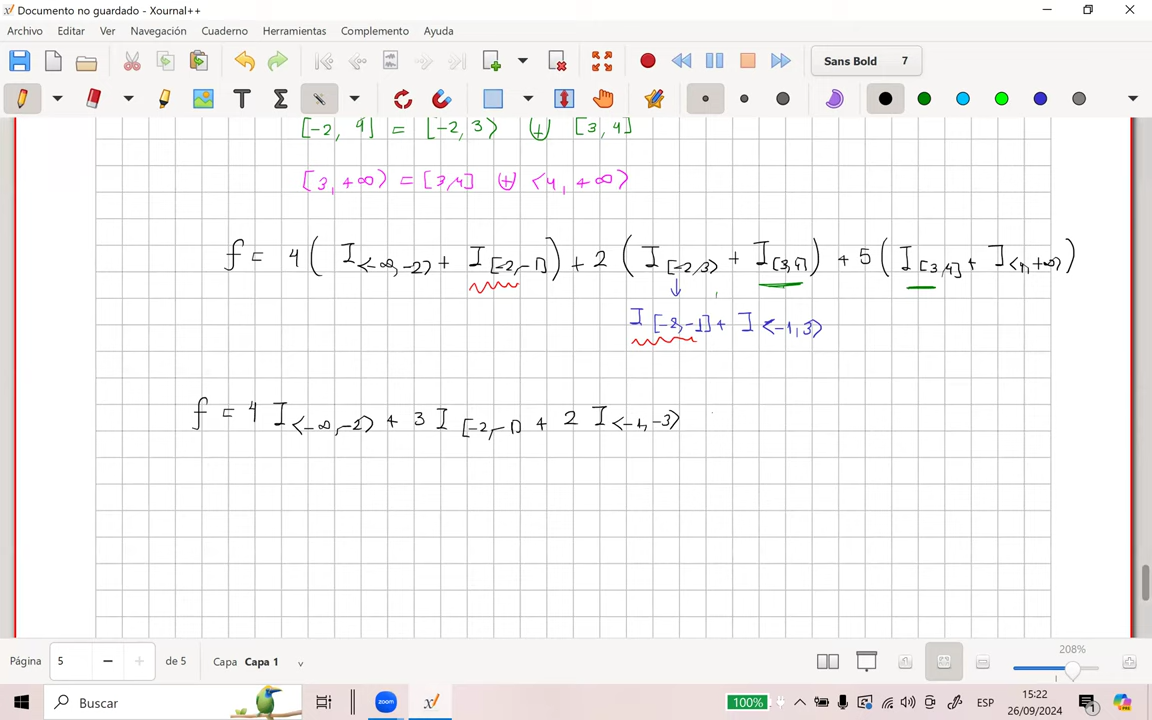 Documento no guardado - Xournal++
Archivo Editar Ver Navegación Cuaderno Herramientas Complemento Ayuda
Sans Bold 7
[-2, 4] = [-2, 3⟩ ⊎ [3, 4]
[3, +∞⟩ = [3,4] ⊎ <4, +∞⟩
f = 4( I<-∞,-2⟩ + I[-2,-1]) + 2 ( I[-2,3⟩ + I[3,4]) + 5( I[3,4] + I<4,+∞⟩)
↓
I[-2,-1] + I<-1,3⟩
f = 4 I<-∞,-2⟩ + 3 I[-2,-1] + 2 I<-1,-3⟩
Página 5 de 5 Capa Capa 1 208%
Buscar zoom 100% ESP 15:22
26/09/2024 1